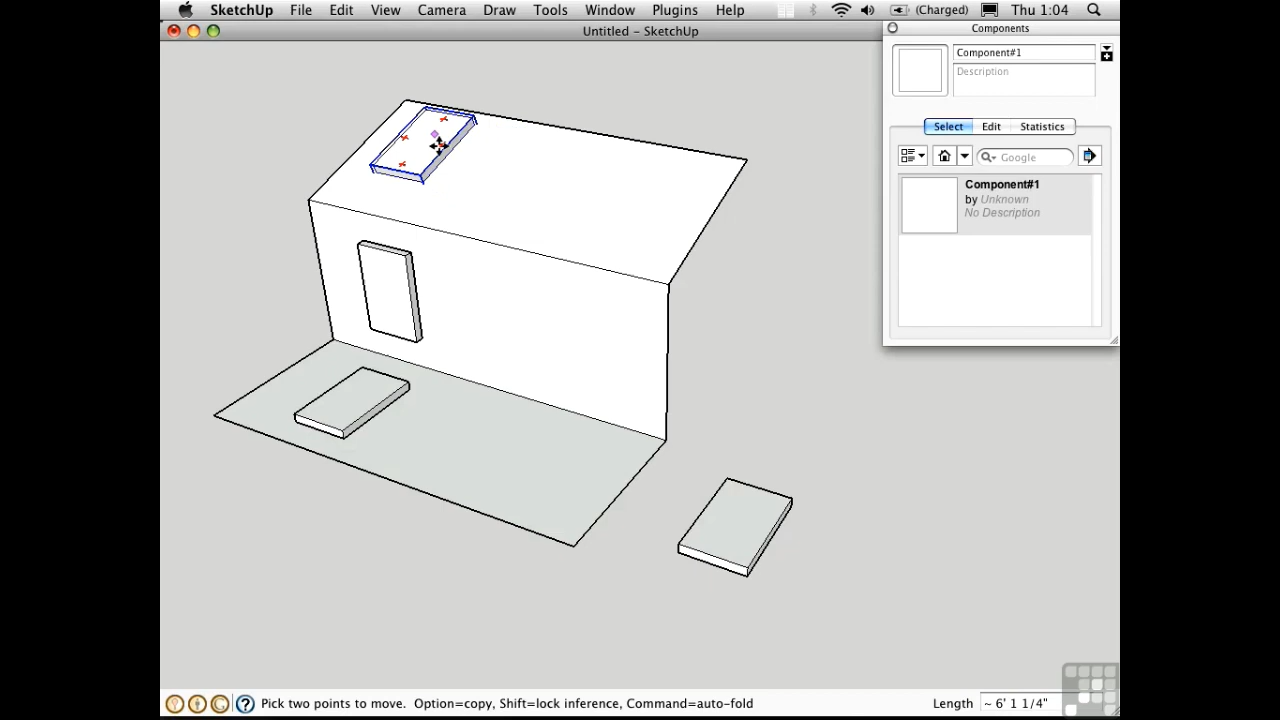 SketchUp File Edit View Camera Draw Tools Window Plugins Help (Charged) Thu 1:04
Untitled – SketchUp
Components
Component#1
Description
Select Edit Statistics
Google
Component#1
by Unknown
No Description
Pick two points to move. Option=copy, Shift=lock inference, Command=auto-fold
Length ~ 6' 1 1/4"